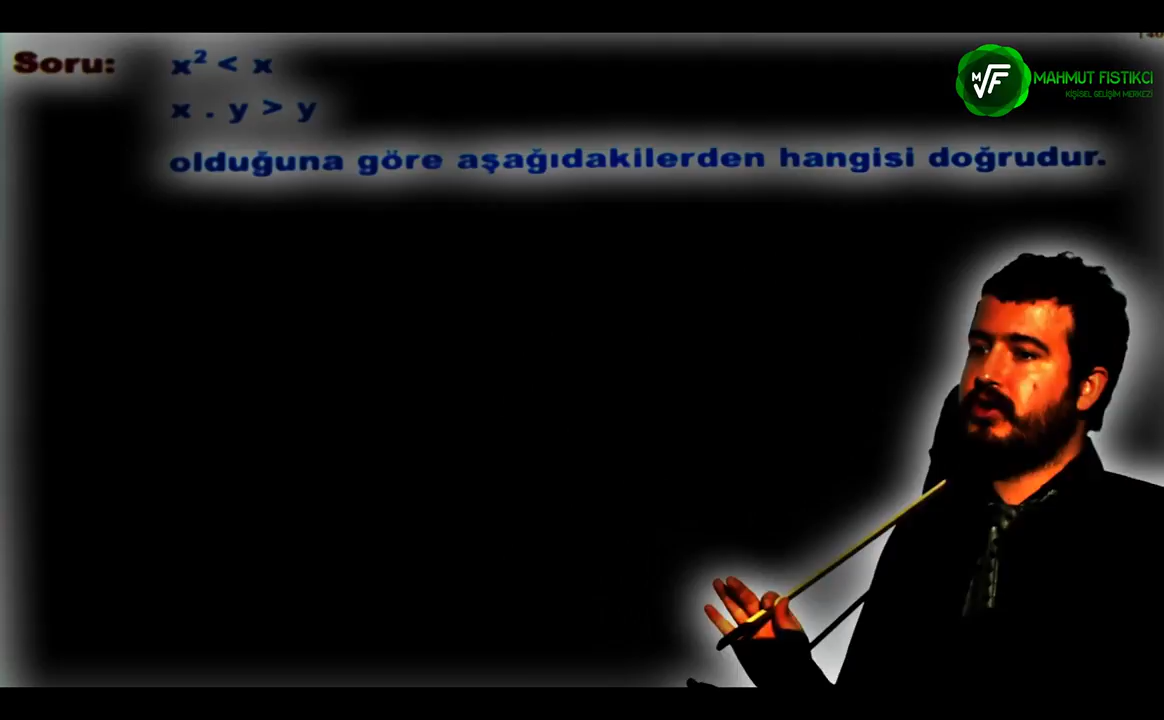 Soru: x² < x
x . y > y
olduğuna göre aşağıdakilerden hangisi doğrudur.
MAHMUT FISTIKCI
KİŞİSEL GELİŞİM MERKEZİ